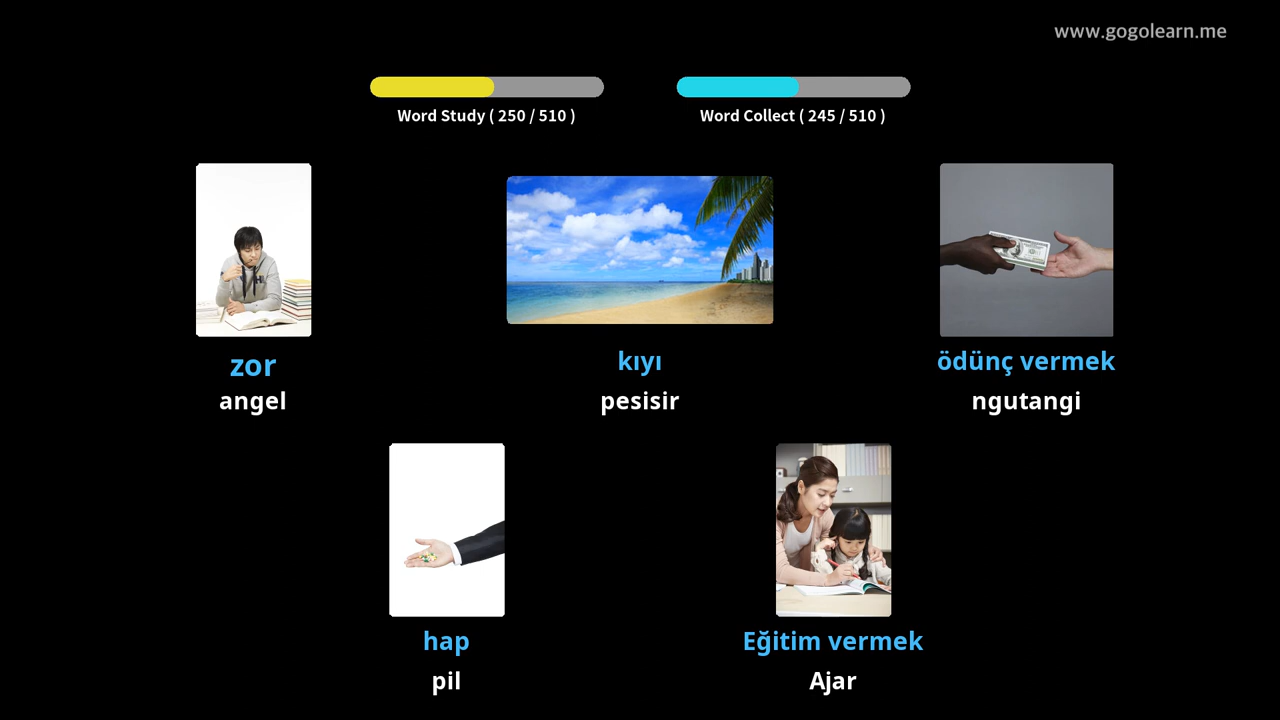 www.gogolearn.me
Word Study ( 250 / 510 )
Word Collect ( 245 / 510 )
zor
angel
kıyı
pesisir
ödünç vermek
ngutangi
hap
pil
Eğitim vermek
Ajar